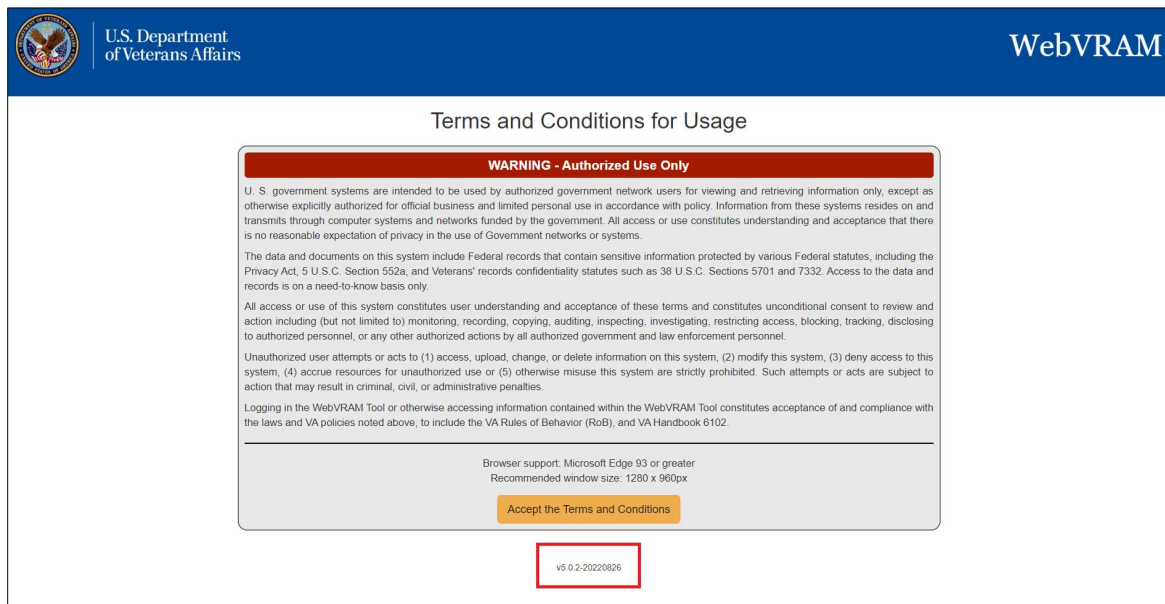 U.S. Department
of Veterans Affairs
WebVRAM
Terms and Conditions for Usage
WARNING - Authorized Use Only
U. S. government systems are intended to be used by authorized government network users for viewing and retrieving information only, except as
otherwise explicitly authorized for official business and limited personal use in accordance with policy. Information from these systems resides on and
transmits through computer systems and networks funded by the government. All access or use constitutes understanding and acceptance that there
is no reasonable expectation of privacy in the use of Government networks or systems.
The data and documents on this system include Federal records that contain sensitive information protected by various Federal statutes, including the
Privacy Act, 5 U.S.C. Section 552a, and Veterans' records confidentiality statutes such as 38 U.S.C. Sections 5701 and 7332. Access to the data and
records is on a need-to-know basis only.
All access or use of this system constitutes user understanding and acceptance of these terms and constitutes unconditional consent to review and
action including (but not limited to) monitoring, recording, copying, auditing, inspecting, investigating, restricting access, blocking, tracking, disclosing
to authorized personnel, or any other authorized actions by all authorized government and law enforcement personnel.
Unauthorized user attempts or acts to (1) access, upload, change, or delete information on this system, (2) modify this system, (3) deny access to this
system, (4) accrue resources for unauthorized use or (5) otherwise misuse this system are strictly prohibited. Such attempts or acts are subject to
action that may result in criminal, civil, or administrative penalties.
Logging in the WebVRAM Tool or otherwise accessing information contained within the WebVRAM Tool constitutes acceptance of and compliance with
the laws and VA policies noted above, to include the VA Rules of Behavior (RoB), and VA Handbook 6102.
Browser support: Microsoft Edge 93 or greater
Recommended window size: 1280 x 960px
Accept the Terms and Conditions
v5.0.2-20220826